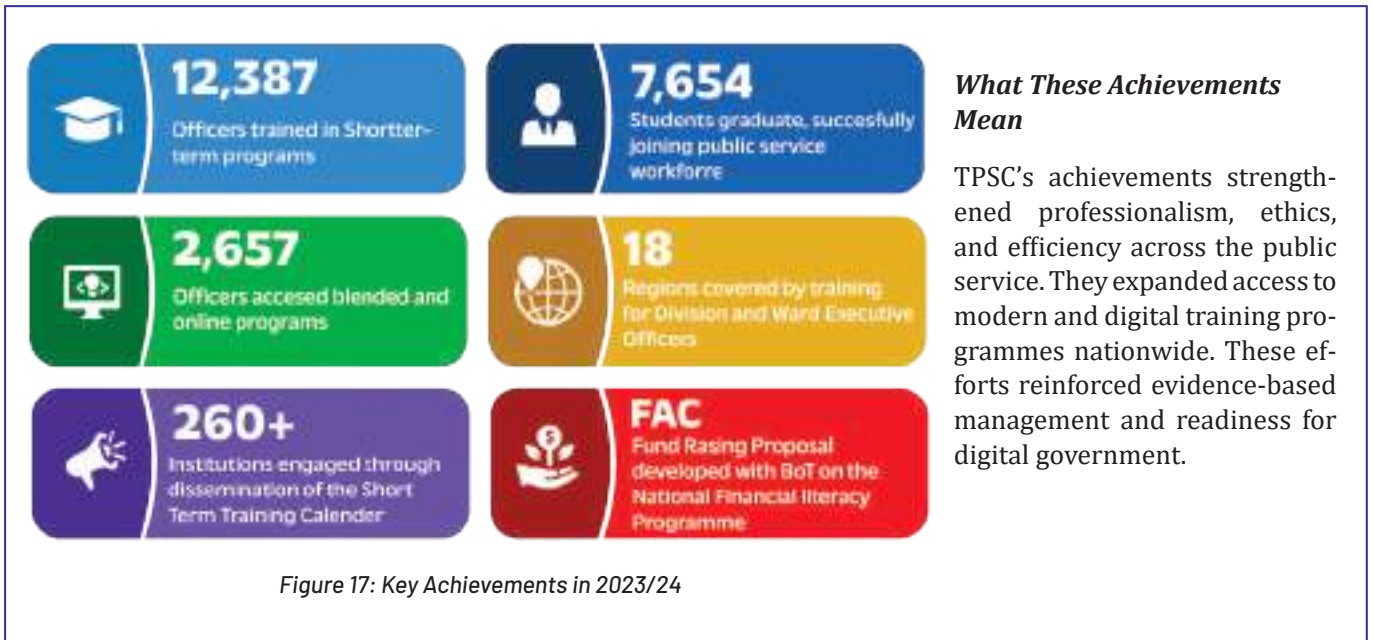 12,387
Officers trained in Shortter-
term programs
7,654
Students graduate, succesfully
joining public service
workforre
2,657
Officers accesed blended and
online programs
18
Regions covered by training
for Division and Ward Executive
Officers
260+
Institutions engaged through
dissemination of the Short
Term Training Calender
FAC
Fund Rasing Proposal
developed with BoT on the
National Financial literacy
Programme
Figure 17: Key Achievements in 2023/24
What These Achievements
Mean
TPSC’s achievements strength-
ened professionalism, ethics,
and efficiency across the public
service. They expanded access to
modern and digital training pro-
grammes nationwide. These ef-
forts reinforced evidence-based
management and readiness for
digital government.